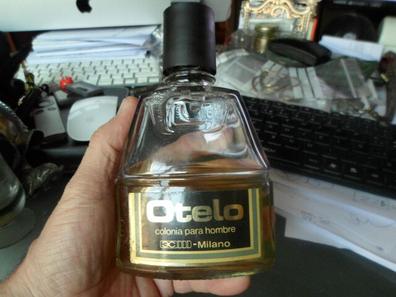 Otelo
colonia para hombre
-Milano